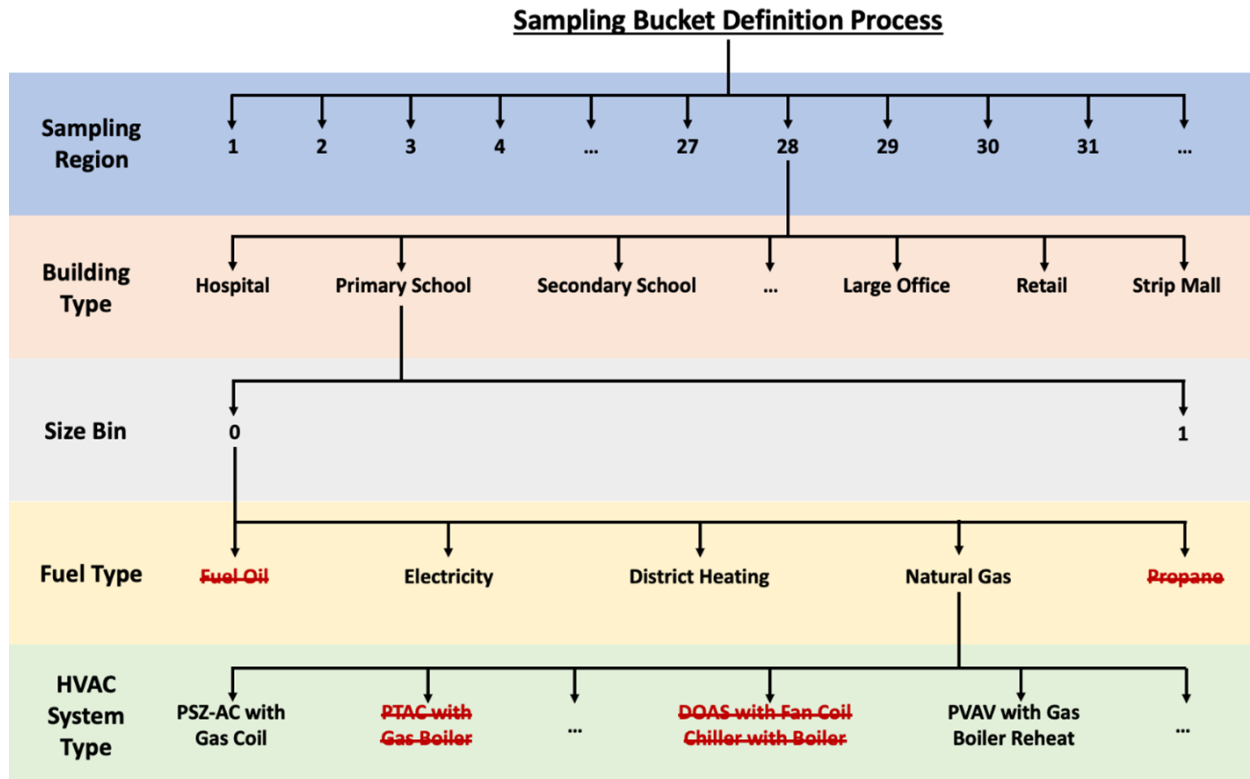 Sampling Bucket Definition Process
Sampling
Region
1 2 3 4 ... 27 28 29 30 31 ...
Building
Type
Hospital Primary School Secondary School ... Large Office Retail Strip Mall
Size Bin
0 1
Fuel Type
Fuel Oil Electricity District Heating Natural Gas Propane
HVAC
System
Type
PSZ-AC with
Gas Coil
PTAC with
Gas Boiler
...
DOAS with Fan Coil
Chiller with Boiler
PVAV with Gas
Boiler Reheat
...